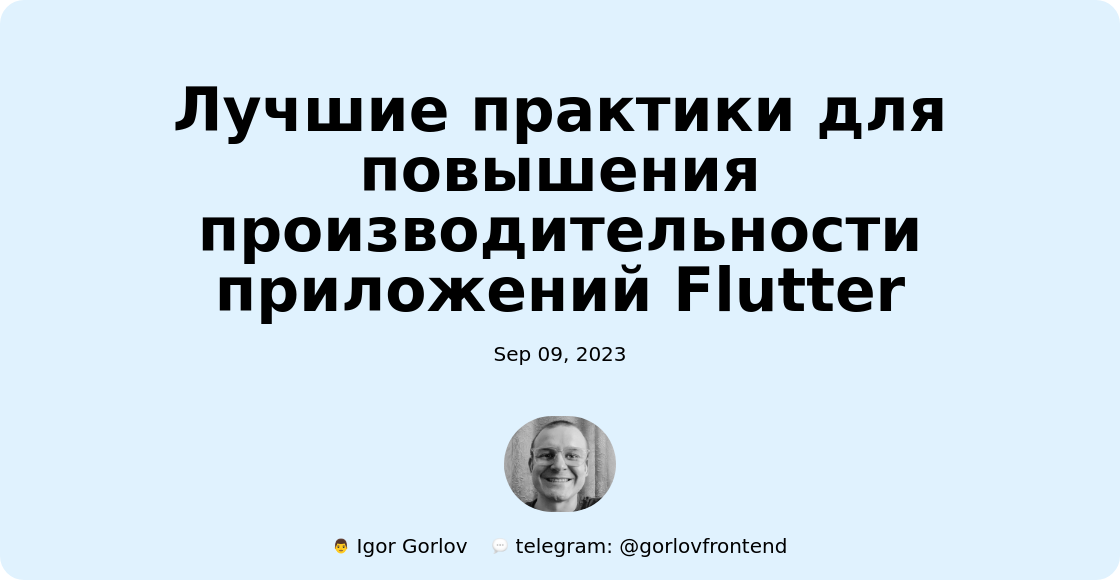 Лучшие практики для
повышения
производительности
приложений Flutter
Sep 09, 2023
Igor Gorlov telegram: @gorlovfrontend